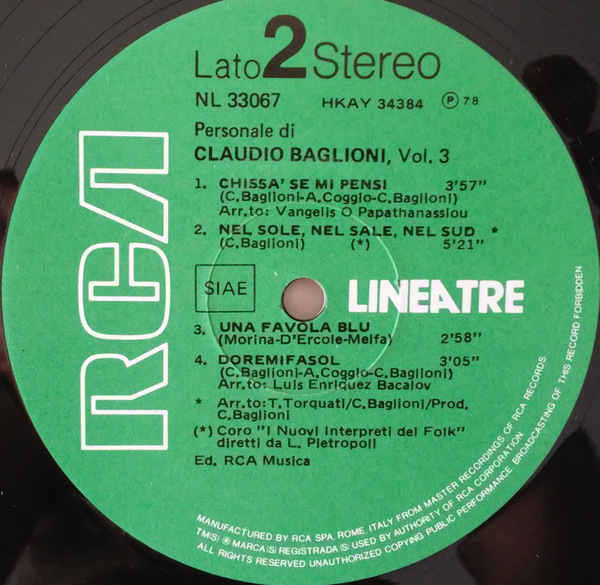 Lato 2 Stereo
NL 33067 HKAY 34384 Ⓟ 78
Personale di
CLAUDIO BAGLIONI, Vol. 3
1. CHISSA' SE MI PENSI 3'57"
(C.Baglioni-A.Coggio-C.Baglioni)
Arr.to: Vangelis O Papathanassiou
2. NEL SOLE, NEL SALE, NEL SUD *
(C.Baglioni) (*) 5'21"
SIAE
LINEATRE
RCA
3. UNA FAVOLA BLU
(Morina-D'Ercole-Melfa) 2'58"
4. DOREMIFASOL 3'05"
(C.Baglioni-A.Coggio-C.Baglioni)
Arr.to: Luis Enriquez Bacalov
* Arr.to:T.Torquati/C.Baglioni/Prod.
C.Baglioni
(*) Coro "I Nuovi Interpreti del Folk"
diretti da L. Pietropoli
Ed. RCA Musica
MANUFACTURED BY RCA SPA, ROME, ITALY FROM MASTER RECORDINGS OF RCA RECORDS
TM(S) ® MARCA(S) REGISTRADA(S) USED BY AUTHORITY OF RCA CORPORATION
ALL RIGHTS RESERVED UNAUTHORIZED COPYING PUBLIC PERFORMANCE BROADCASTING OF THIS RECORD FORBIDDEN